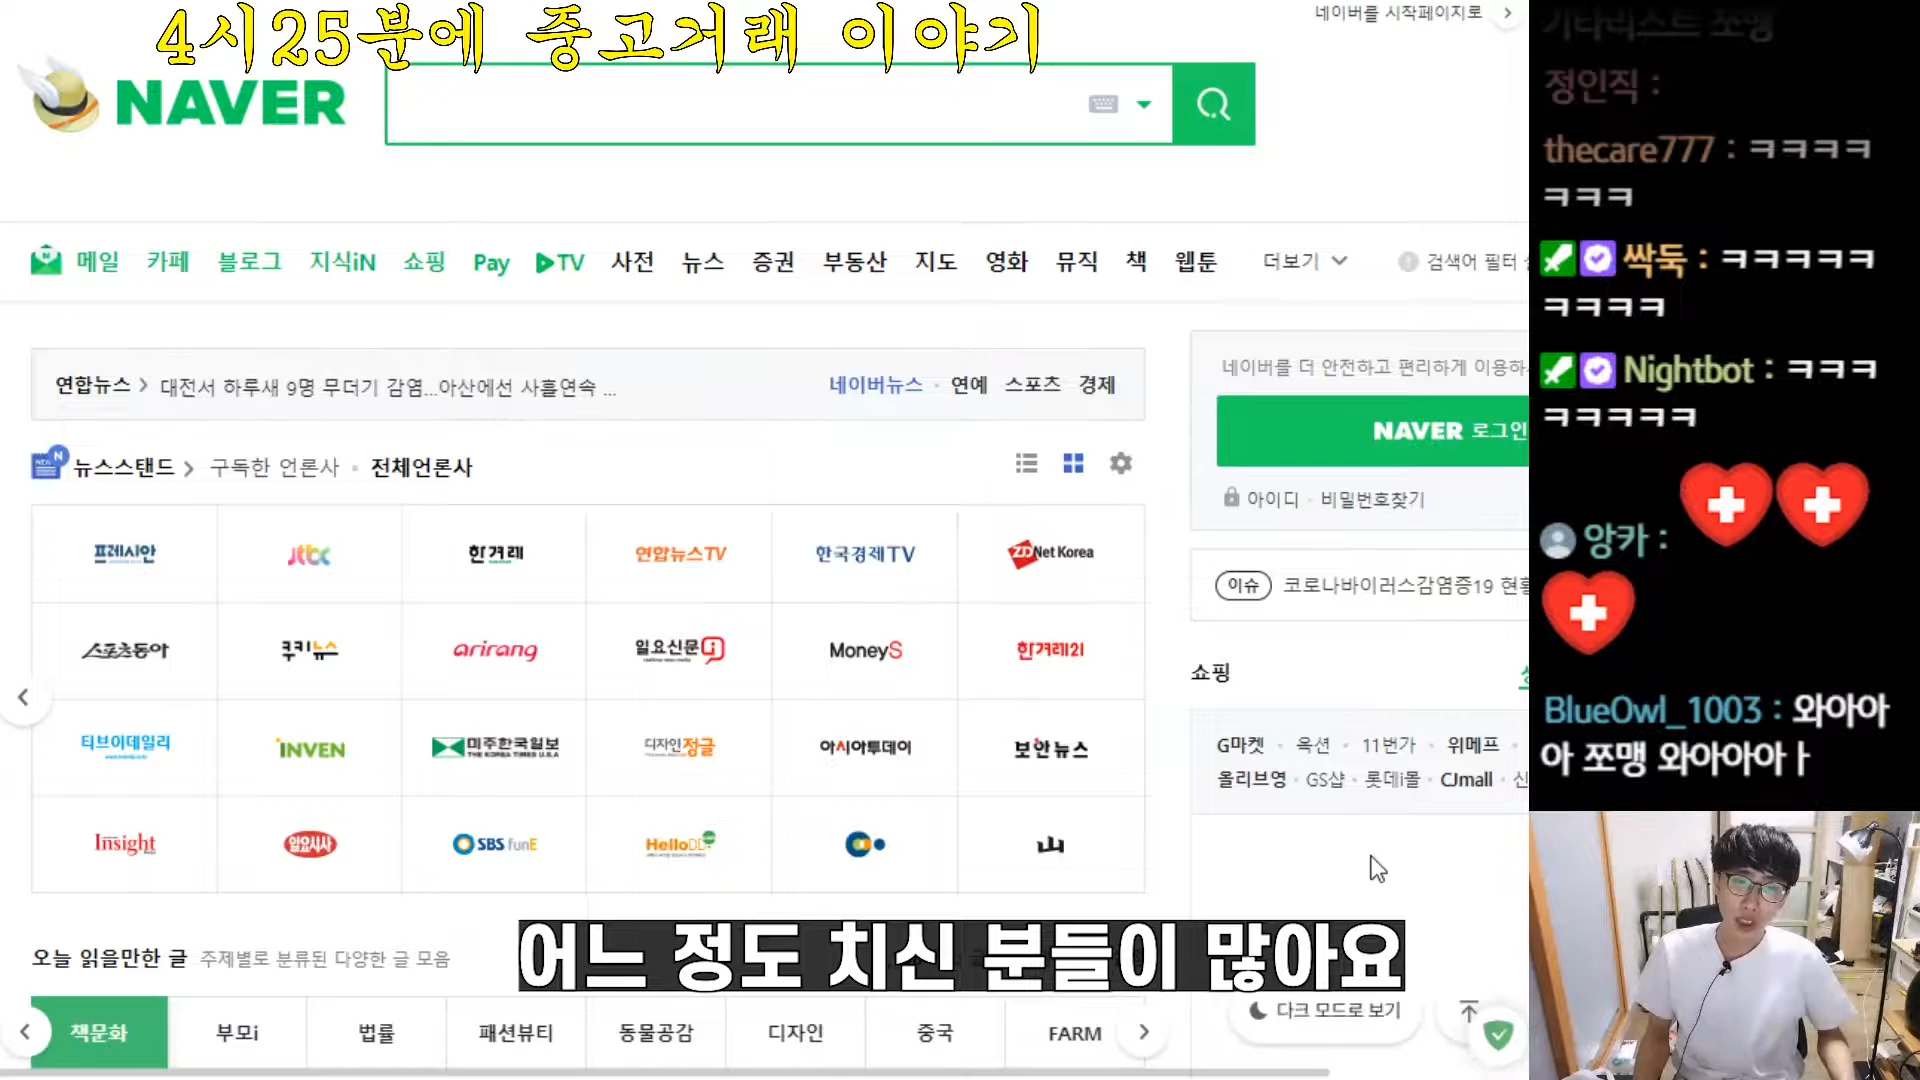 4시25분에 중고거래 이야기
네이버를 시작페이지로
NAVER
메일 카페 블로그 지식iN 쇼핑 Pay TV 사전 뉴스 증권 부동산 지도 영화 뮤직 책 웹툰 더보기 검색어 필터
연합뉴스 대전서 하루새 9명 무더기 감염...아산에선 사흘연속 ... 네이버뉴스 연예 스포츠 경제
뉴스스탠드 구독한 언론사 전체언론사
프레시안 jtbc 한겨레 연합뉴스TV 한국경제TV ZDNet Korea
스포츠동아 쿠키뉴스 arirang 일요신문 MoneyS 한겨레21
티브이데일리 INVEN 미주한국일보 디자인정글 아시아투데이 보안뉴스
THE KOREA TIMES U.S.A
Insight 일요시사 SBS funE HelloDD
오늘 읽을만한 글 주제별로 분류된 다양한 글 모음
책문화 부모i 법률 패션뷰티 동물공감 디자인 중국 FARM
네이버를 더 안전하고 편리하게 이용하
NAVER 로그인
아이디 · 비밀번호찾기
이슈 코로나바이러스감염증19 현황
쇼핑
G마켓 · 옥션 · 11번가 · 위메프
올리브영 · GS샵 · 롯데i몰 · CJmall · 신
다크 모드로 보기
어느 정도 치신 분들이 많아요
기타리스트 쪼맹
정인직 :
thecare777 : ㅋㅋㅋㅋ
ㅋㅋㅋ
싹둑 : ㅋㅋㅋㅋㅋ
ㅋㅋㅋㅋ
Nightbot : ㅋㅋㅋ
ㅋㅋㅋㅋㅋ
앙카 :
BlueOwl_1003 : 와아아
아 쪼맹 와아아아ㅏ